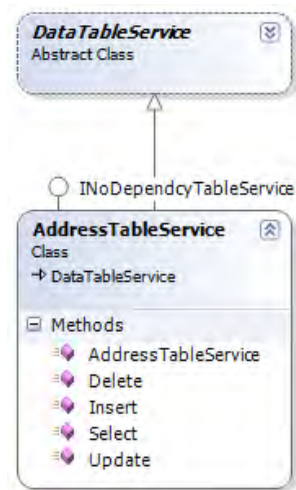 DataTableService
Abstract Class
INoDependcyTableService
AddressTableService
Class
DataTableService
Methods
AddressTableService
Delete
Insert
Select
Update